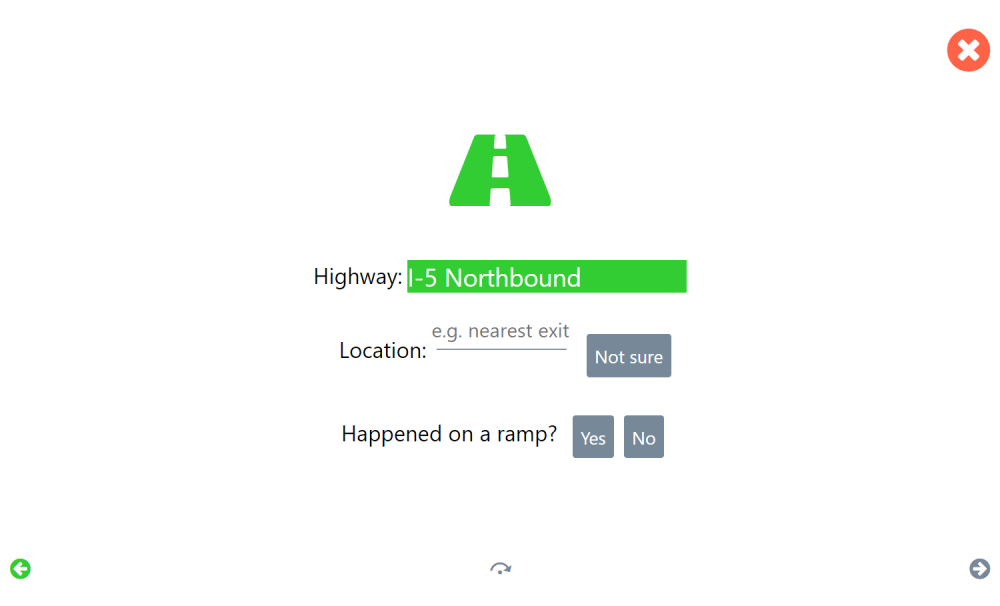 Highway: I-5 Northbound
e.g. nearest exit
Location:
Not sure
Happened on a ramp? Yes No